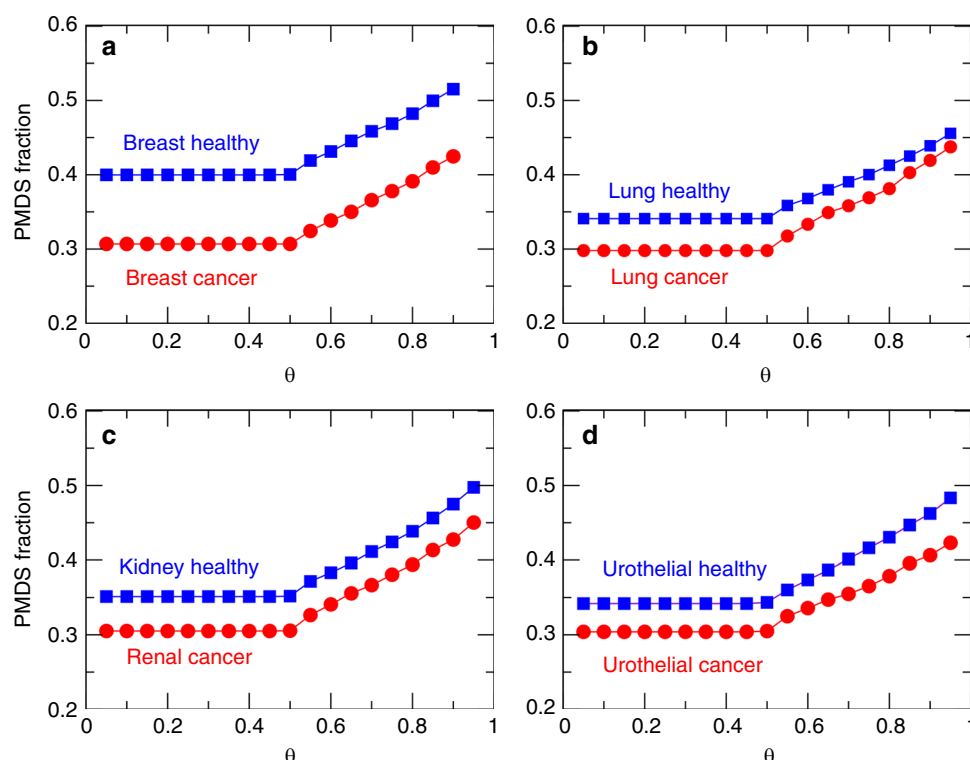 a
0.6
0.5
0.4
0.3
0.2
PMDS fraction
Breast healthy
Breast cancer
0
0.2
0.4
0.6
0.8
1
θ
b
0.6
0.5
0.4
0.3
0.2
Lung healthy
Lung cancer
0
0.2
0.4
0.6
0.8
1
θ
c
0.6
0.5
0.4
0.3
0.2
PMDS fraction
Kidney healthy
Renal cancer
0
0.2
0.4
0.6
0.8
1
θ
d
0.6
0.5
0.4
0.3
0.2
Urothelial healthy
Urothelial cancer
0
0.2
0.4
0.6
0.8
1
θ